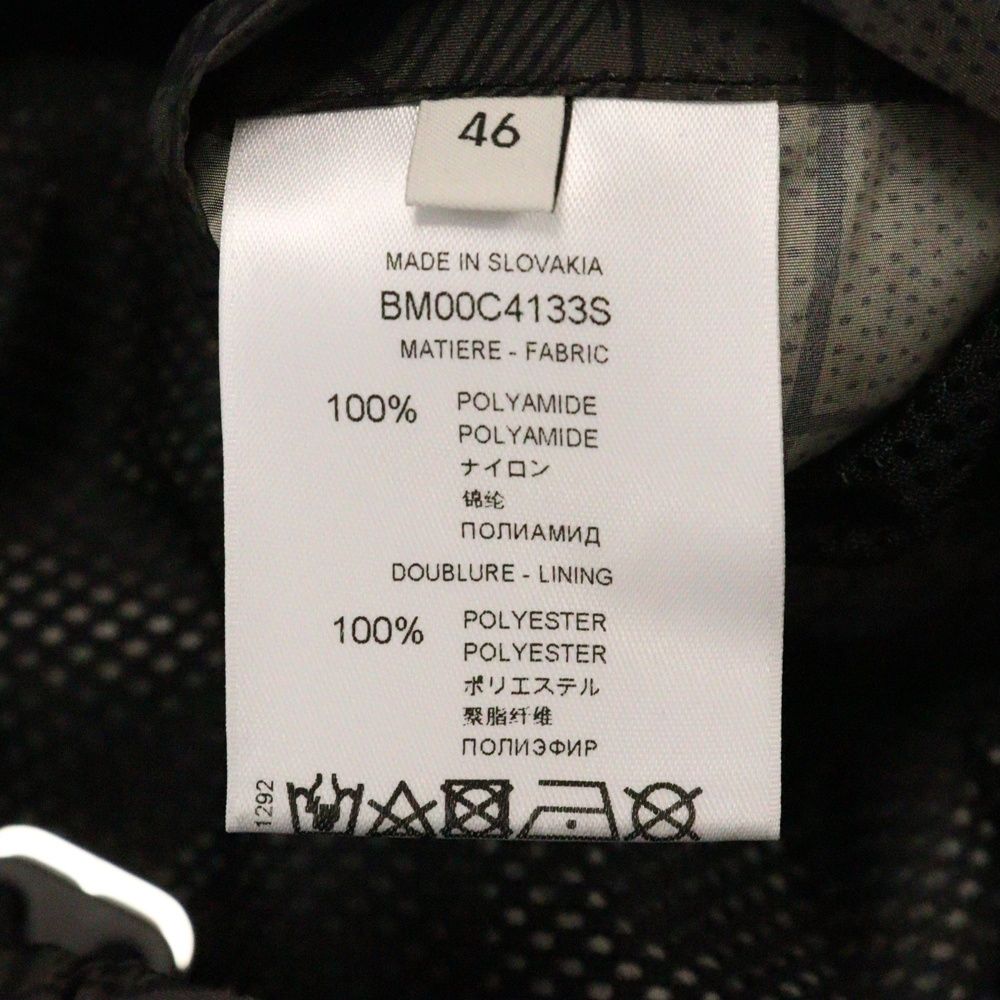 46
MADE IN SLOVAKIA
BM00C4133S
MATIERE - FABRIC
100% POLYAMIDE
POLYAMIDE
ナイロン
锦纶
ПОЛИАМИД
DOUBLURE - LINING
100% POLYESTER
POLYESTER
ポリエステル
聚脂纤维
ПОЛИЭФИР
1292